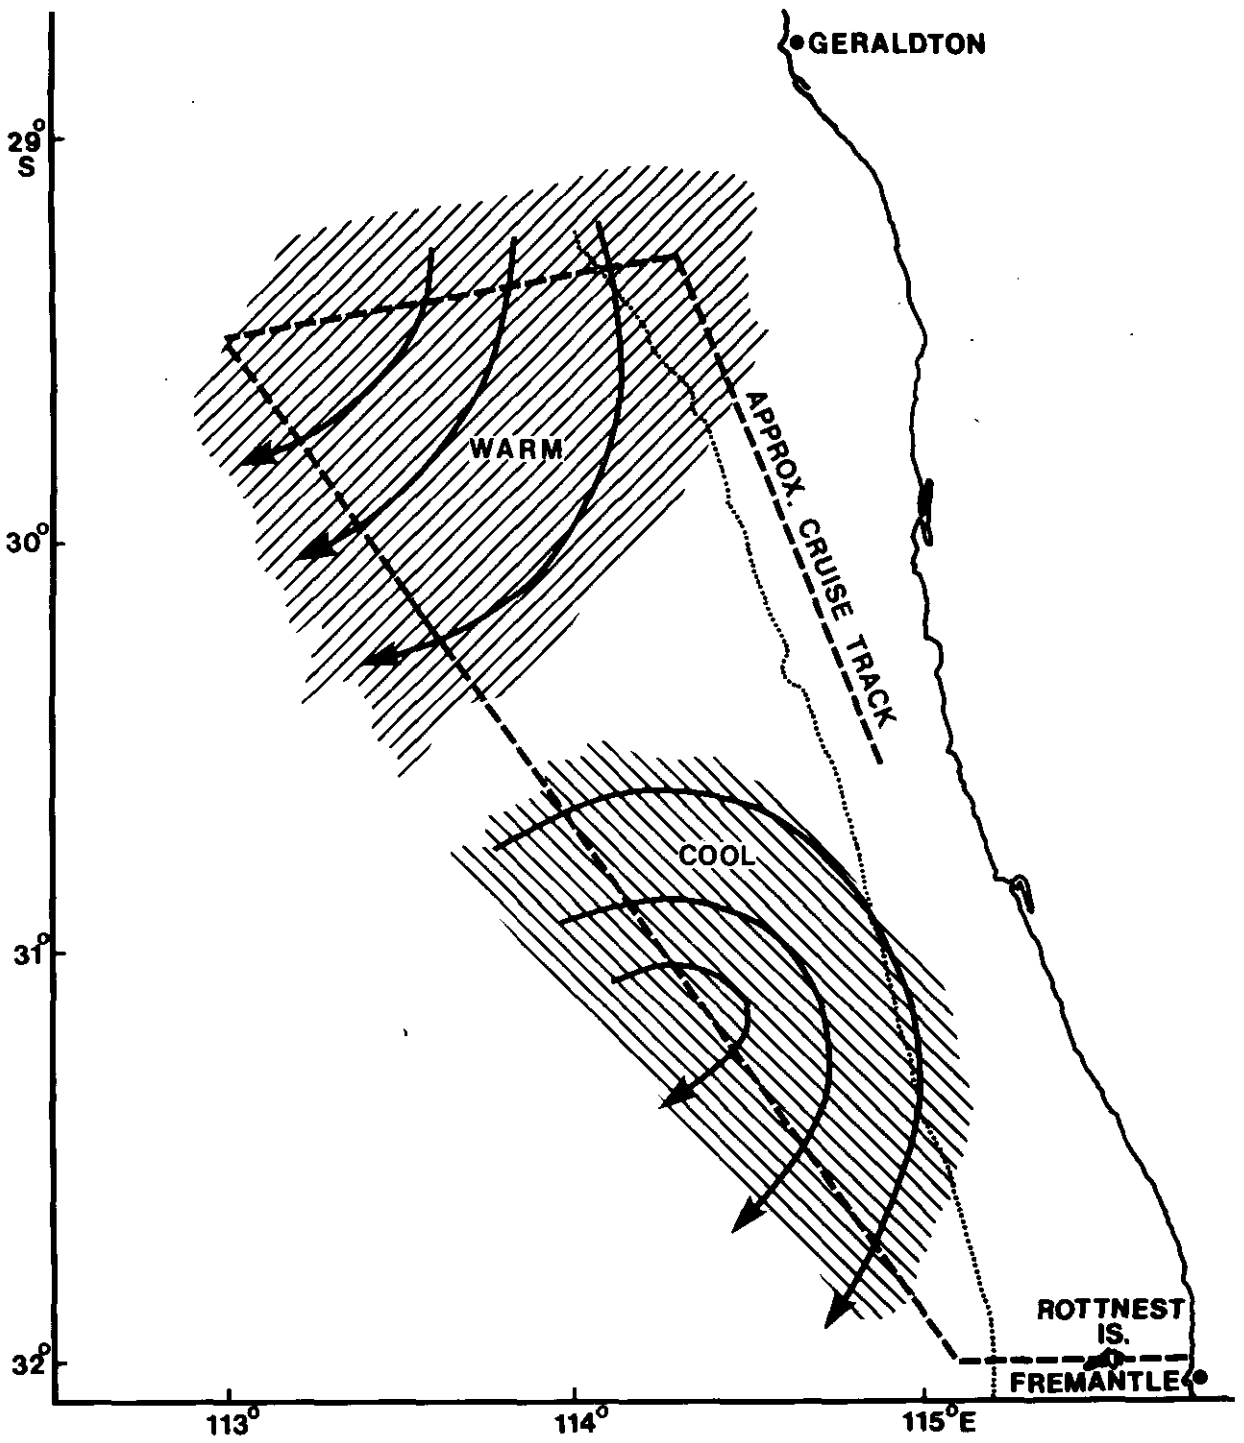 GERALDTON
29°
S
WARM
APPROX. CRUISE TRACK
30°
COOL
31°
ROTTNEST
IS.
32°
FREMANTLE
113°
114°
115°E